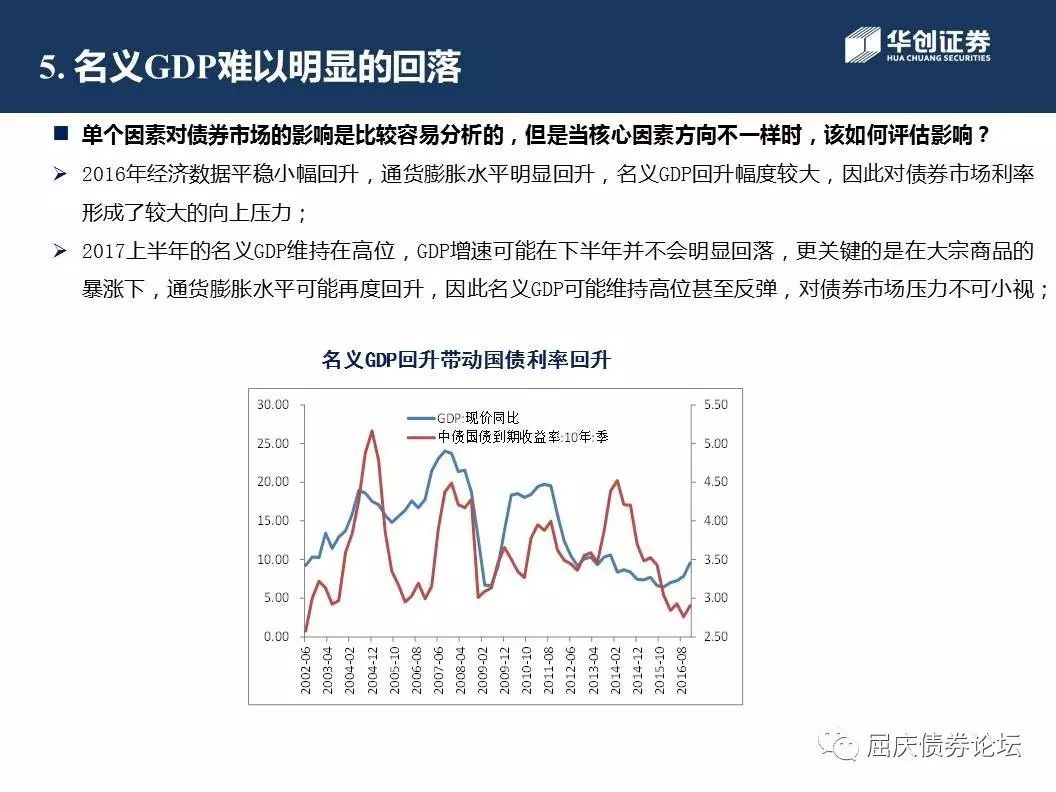 5. 名义GDP难以明显的回落
华创证券
HUA CHUANG SECURITIES
■ 单个因素对债券市场的影响是比较容易分析的，但是当核心因素方向不一样时，该如何评估影响？
➢ 2016年经济数据平稳小幅回升，通货膨胀水平明显回升，名义GDP回升幅度较大，因此对债券市场利率
形成了较大的向上压力；
➢ 2017上半年的名义GDP维持在高位，GDP增速可能在下半年并不会明显回落，更关键的是在大宗商品的
暴涨下，通货膨胀水平可能再度回升，因此名义GDP可能维持高位甚至反弹，对债券市场压力不可小视；
名义GDP回升带动国债利率回升
GDP:现价同比
中债国债到期收益率:10年:季
30.00
25.00
20.00
15.00
10.00
5.00
0.00
5.50
5.00
4.50
4.00
3.50
3.00
2.50
2002-06
2003-04
2004-02
2004-12
2005-10
2006-08
2007-06
2008-04
2009-02
2009-12
2010-10
2011-08
2012-06
2013-04
2014-02
2014-12
2015-10
2016-08
屈庆债券论坛